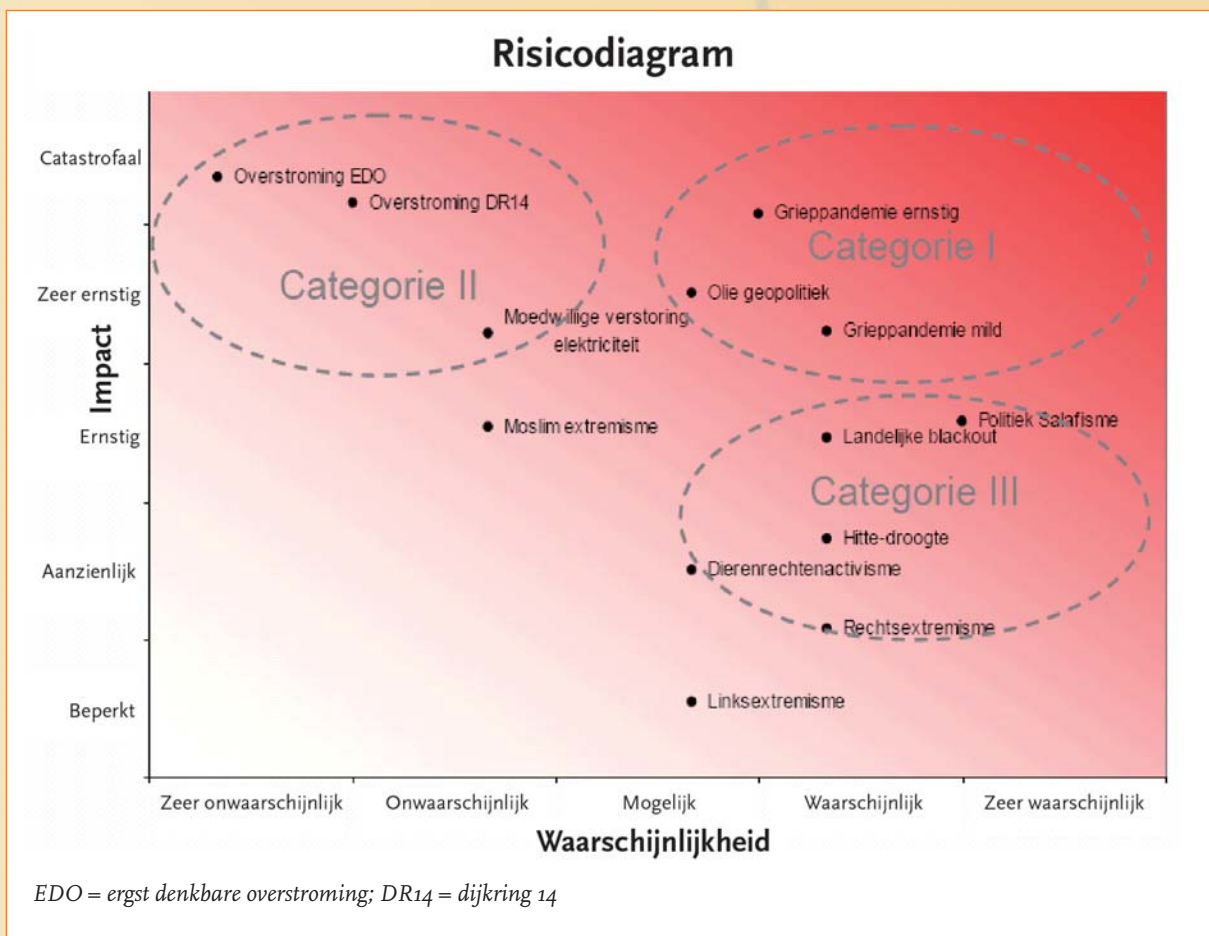 Risicodiagram
Catastrofaal
Overstroming EDO
Overstroming DR14
Grieppandemie ernstig
Categorie I
Categorie II
Zeer ernstig
Olie geopolitiek
Moedwillige verstoring
elektriciteit
Grieppandemie mild
Impact
Ernstig
Moslim extremisme
Politiek Salafisme
Landelijke blackout
Categorie III
Hitte-droogte
Aanzienlijk
Dierenrechtenactivisme
Rechtsextremisme
Beperkt
Linksextremisme
Zeer onwaarschijnlijk
Onwaarschijnlijk
Mogelijk
Waarschijnlijk
Zeer waarschijnlijk
Waarschijnlijkheid
EDO = ergst denkbare overstroming; DR14 = dijkring 14